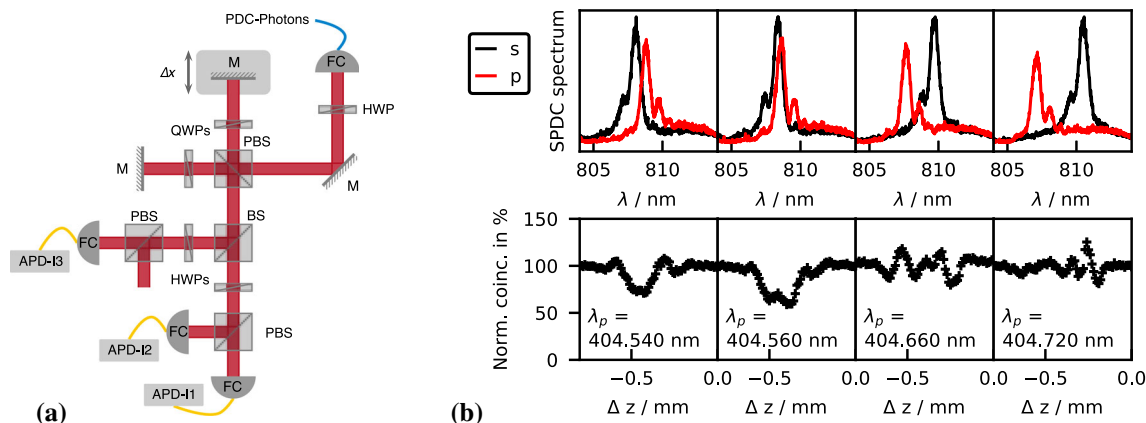 PDC-Photons
M
Δx
FC
HWP
QWPs
PBS
M
M
PBS
BS
FC
APD-I3
HWPs
FC
PBS
APD-I2
APD-I1
FC
(a)
s
p
SPDC spectrum
805 810 805 810 805 810 805 810
λ / nm λ / nm λ / nm λ / nm
Norm. coinc. in %
150
100
50
0
λp =
404.540 nm
λp =
404.560 nm
λp =
404.660 nm
λp =
404.720 nm
−0.5 0.0 −0.5 0.0 −0.5 0.0 −0.5 0.0
Δ z / mm Δ z / mm Δ z / mm Δ z / mm
(b)